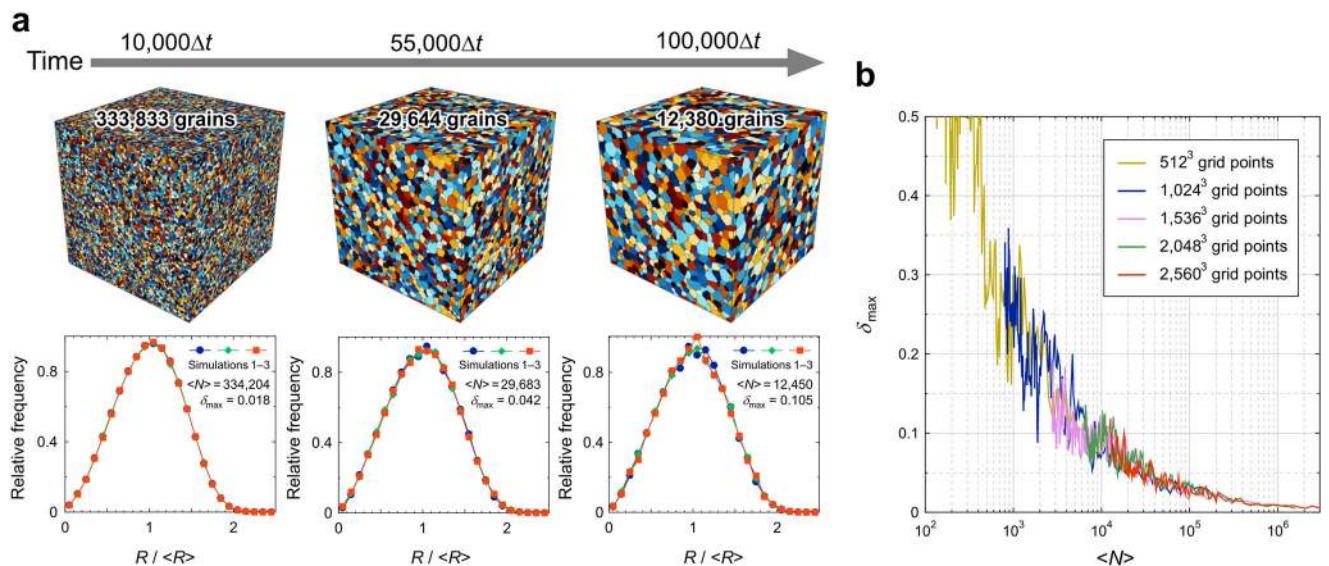 a
10,000Δt
55,000Δt
100,000Δt
Time
333,833 grains
29,644 grains
12,380 grains
Relative frequency
0.8
0.4
0
Simulations 1–3
<N> = 334,204
δmax = 0.018
0
1
2
R / <R>
Relative frequency
0.8
0.4
0
Simulations 1–3
<N> = 29,683
δmax = 0.042
0
1
2
R / <R>
Relative frequency
0.8
0.4
0
Simulations 1–3
<N> = 12,450
δmax = 0.105
0
1
2
R / <R>
b
δmax
0.5
0.4
0.3
0.2
0.1
0
512³ grid points
1,024³ grid points
1,536³ grid points
2,048³ grid points
2,560³ grid points
10²
10³
10⁴
10⁵
10⁶
<N>